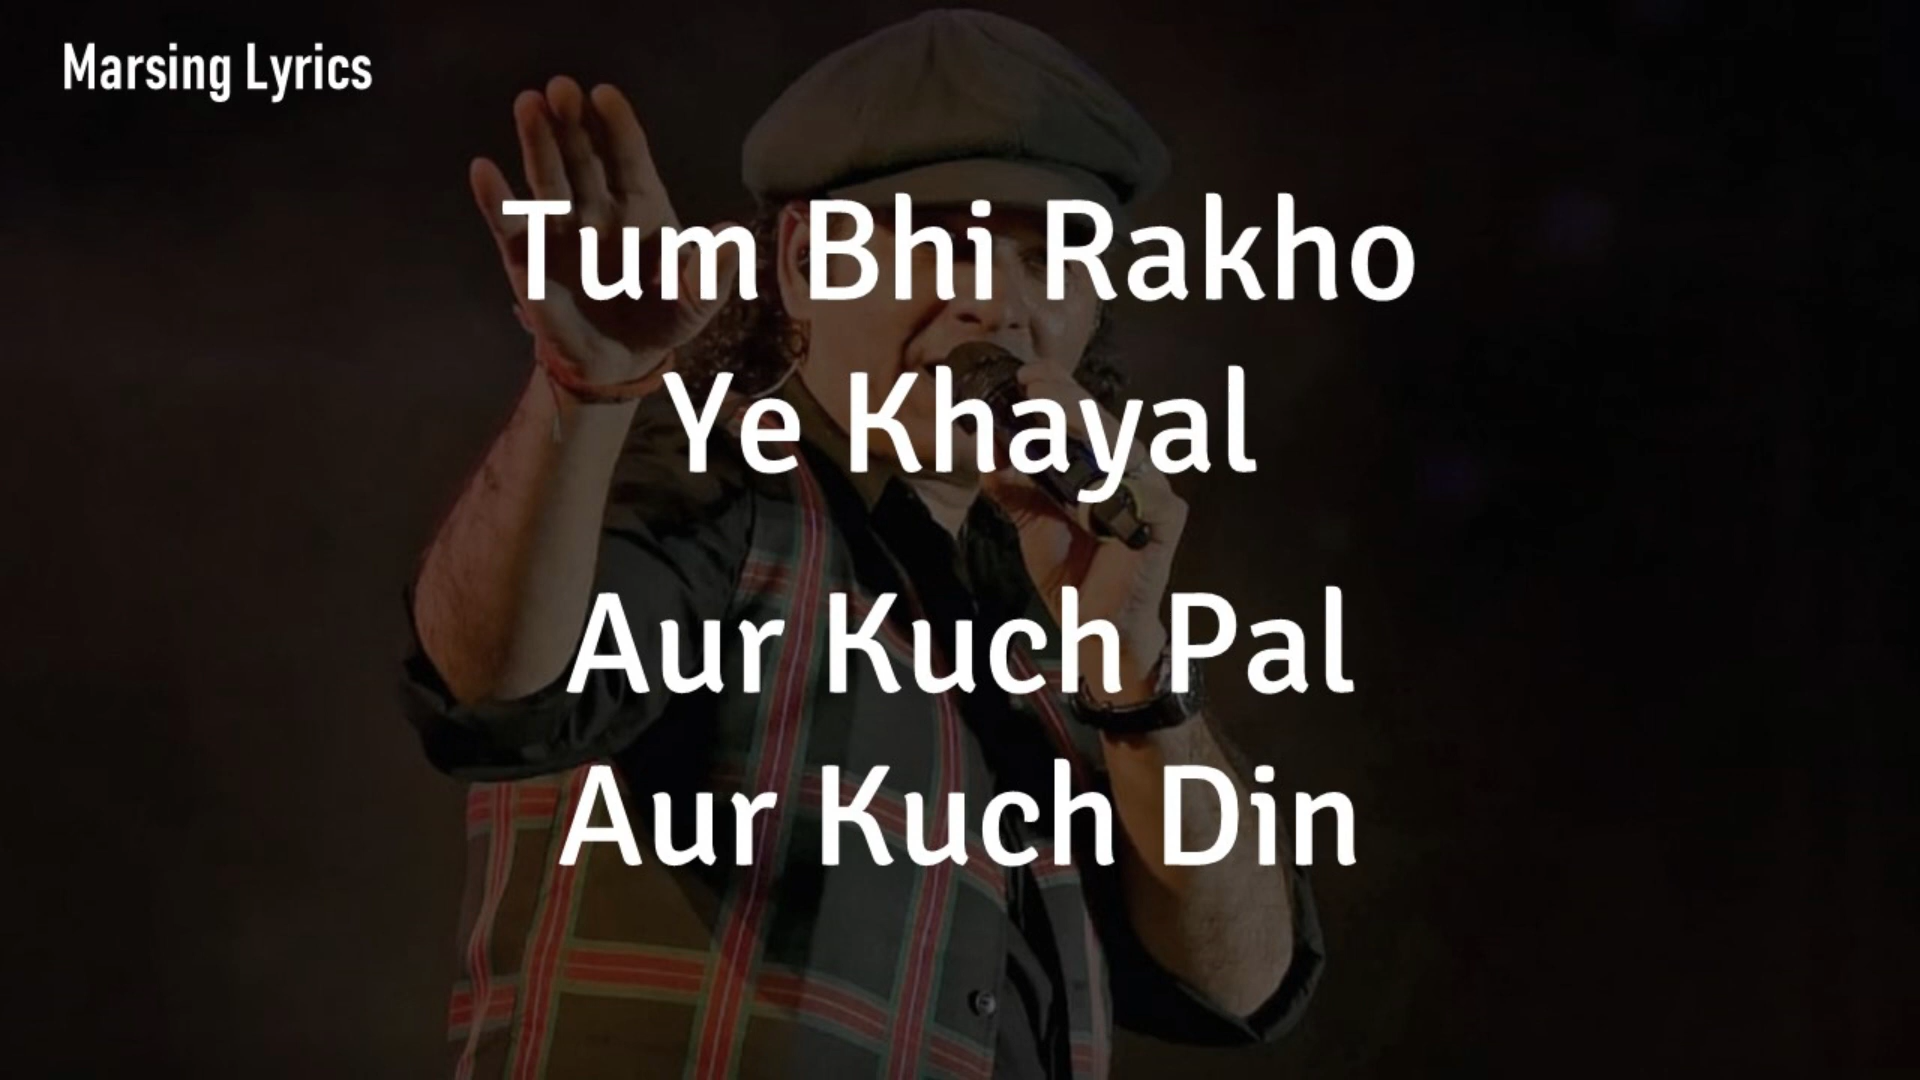 Marsing Lyrics
Tum Bhi Rakho
Ye Khayal
Aur Kuch Pal
Aur Kuch Din